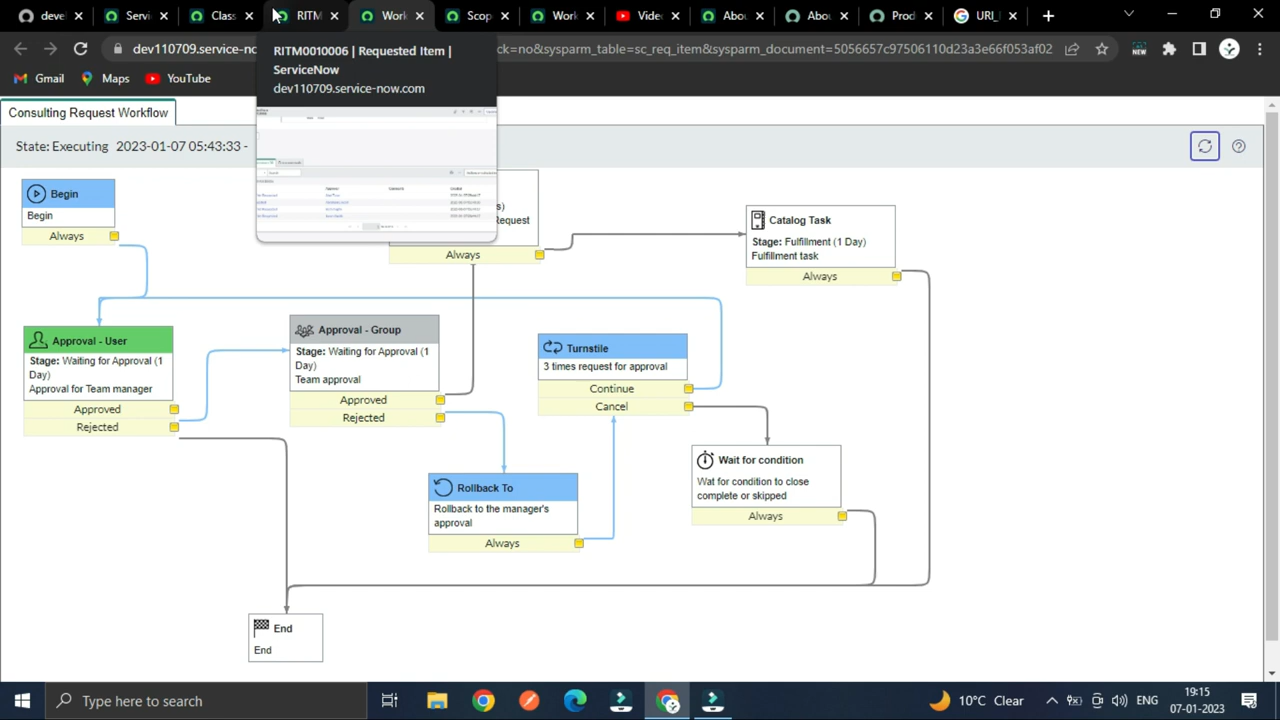 deve
Servic
Class
RITM
Work
Scop
Work
Vide
Abou
Abou
Prod
URI_
dev110709.service-nc
ck=no&sysparm_table=sc_req_item&sysparm_document=5056657c97506110d23a3e66f053af02
NEW
Gmail
Maps
YouTube
RITM0010006 | Requested Item |
ServiceNow
dev110709.service-now.com
Consulting Request Workflow
State: Executing 2023-01-07 05:43:33 -
Begin
Begin
Always
s)
Request
Always
Catalog Task
Stage: Fulfillment (1 Day)
Fulfillment task
Always
Approval - User
Stage: Waiting for Approval (1
Day)
Approval for Team manager
Approved
Rejected
Approval - Group
Stage: Waiting for Approval (1
Day)
Team approval
Approved
Rejected
Turnstile
3 times request for approval
Continue
Cancel
Wait for condition
Wat for condition to close
complete or skipped
Always
Rollback To
Rollback to the manager's
approval
Always
End
End
Type here to search
10°C Clear
ENG
19:15
07-01-2023